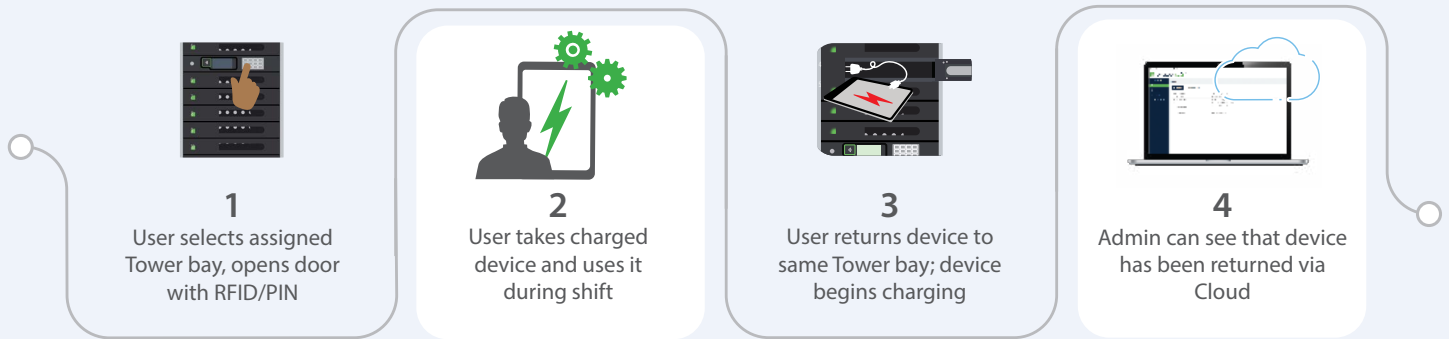 1
User selects assigned
Tower bay, opens door
with RFID/PIN
2
User takes charged
device and uses it
during shift
3
User returns device to
same Tower bay; device
begins charging
4
Admin can see that device
has been returned via
Cloud